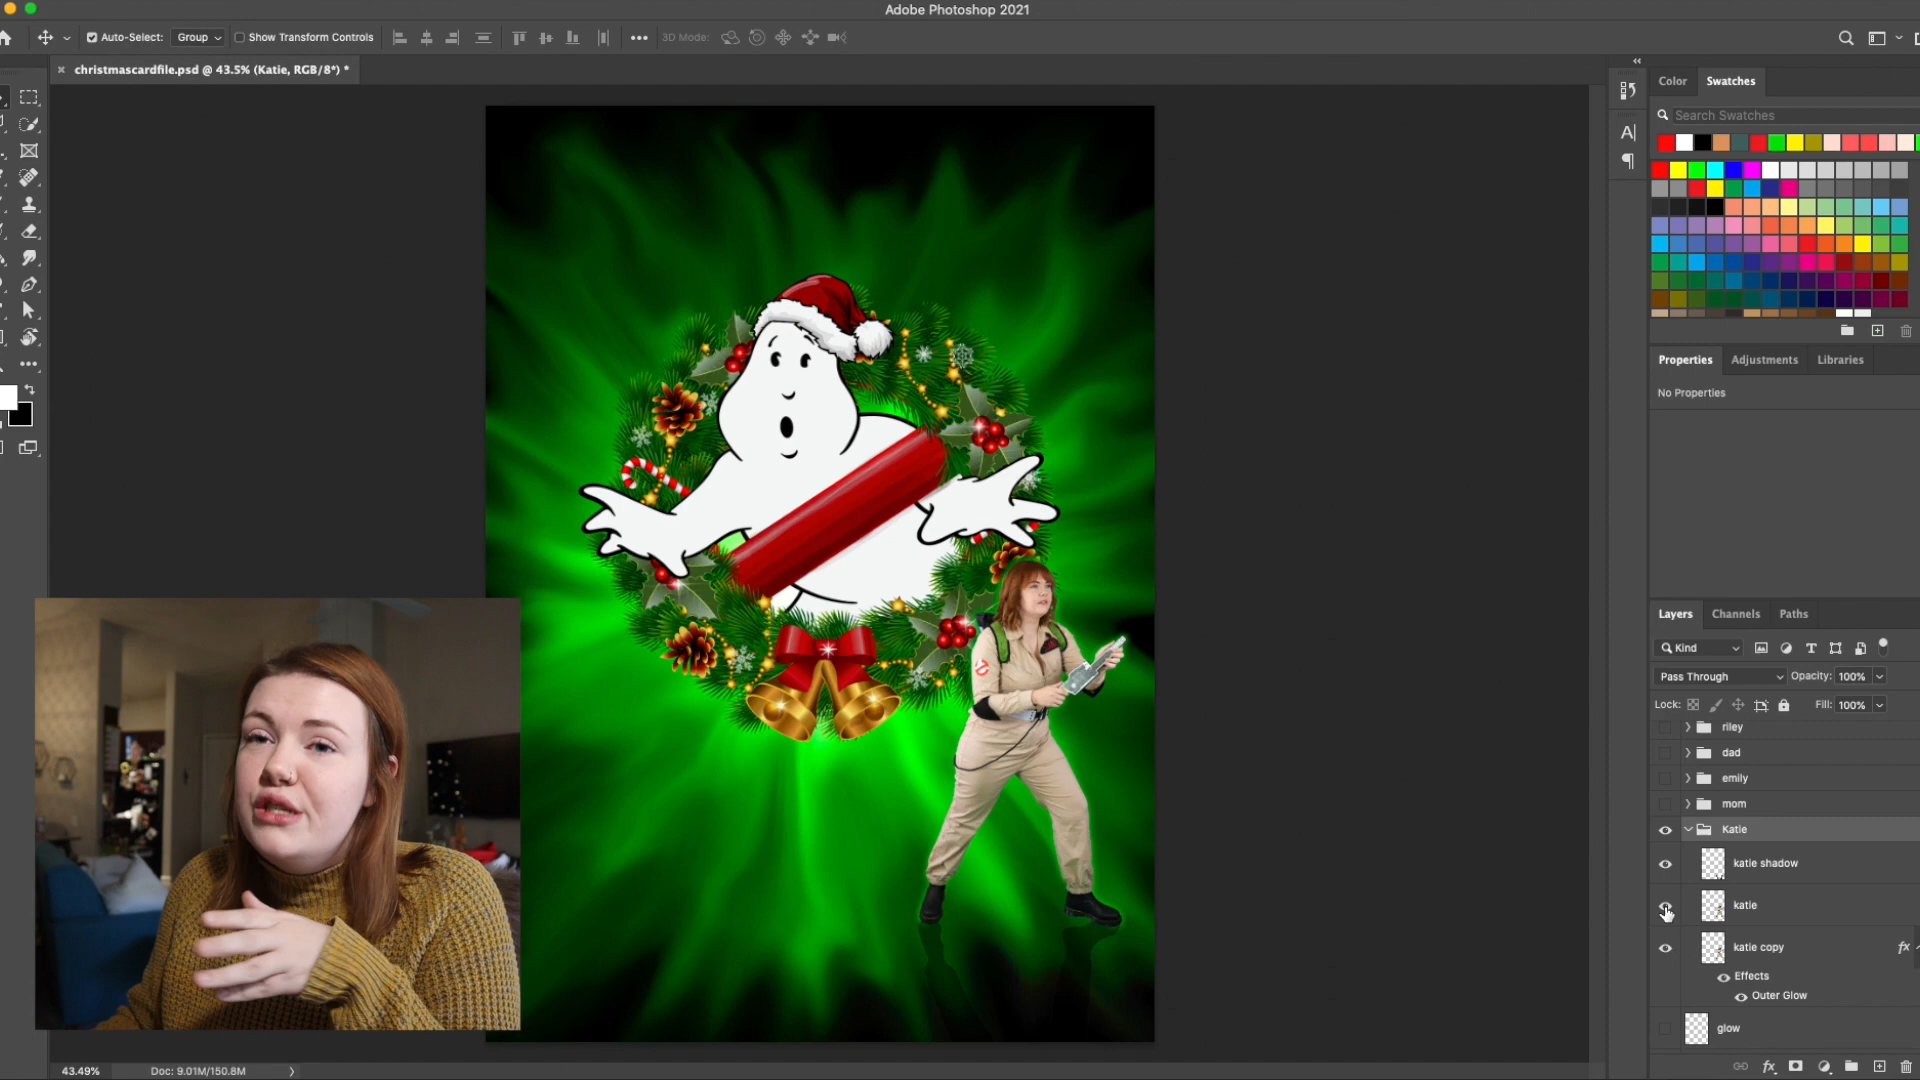 Adobe Photoshop 2021
Auto-Select: Group Show Transform Controls 3D Mode:
christmascardfile.psd @ 43.5% (Katie, RGB/8*) *
Color Swatches
Search Swatches
Properties Adjustments Libraries
No Properties
Layers Channels Paths
Kind
Pass Through Opacity: 100%
Lock: Fill: 100%
riley
dad
emily
mom
Katie
katie shadow
katie
katie copy fx
Effects
Outer Glow
glow
43.49% Doc: 9.01M/150.8M
fx